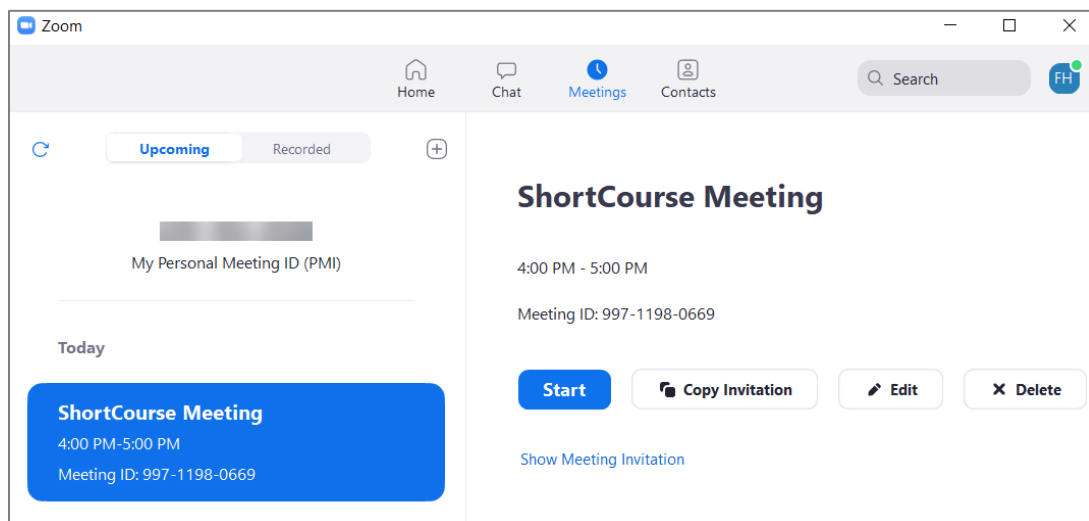 Zoom
Home
Chat
Meetings
Contacts
Search
FH
Upcoming
Recorded
My Personal Meeting ID (PMI)
Today
ShortCourse Meeting
4:00 PM-5:00 PM
Meeting ID: 997-1198-0669
ShortCourse Meeting
4:00 PM - 5:00 PM
Meeting ID: 997-1198-0669
Start
Copy Invitation
Edit
Delete
Show Meeting Invitation